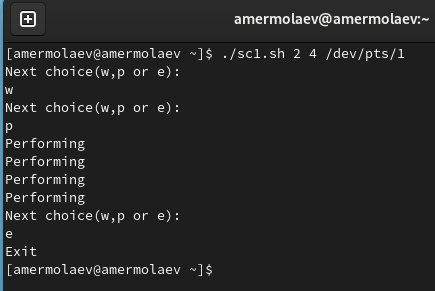 amermolaev@amermolaev:~
[amermolaev@amermolaev ~]$ ./sc1.sh 2 4 /dev/pts/1
Next choice(w,p or e):
w
Next choice(w,p or e):
p
Performing
Performing
Performing
Performing
Next choice(w,p or e):
e
Exit
[amermolaev@amermolaev ~]$